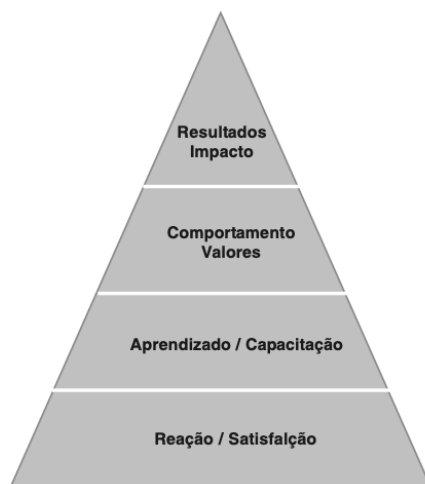 Resultados
Impacto
Comportamento
Valores
Aprendizado / Capacitação
Reação / Satisfalção